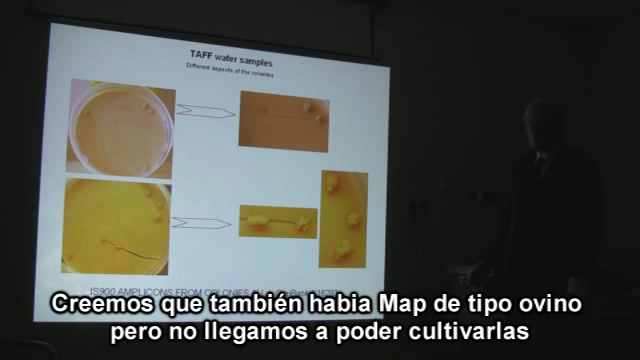 TAFF water samples
Different aspects of the colonies
IS900 AMPLICONS FROM COLONIES
Creemos que también habia Map de tipo ovino
pero no llegamos a poder cultivarlas